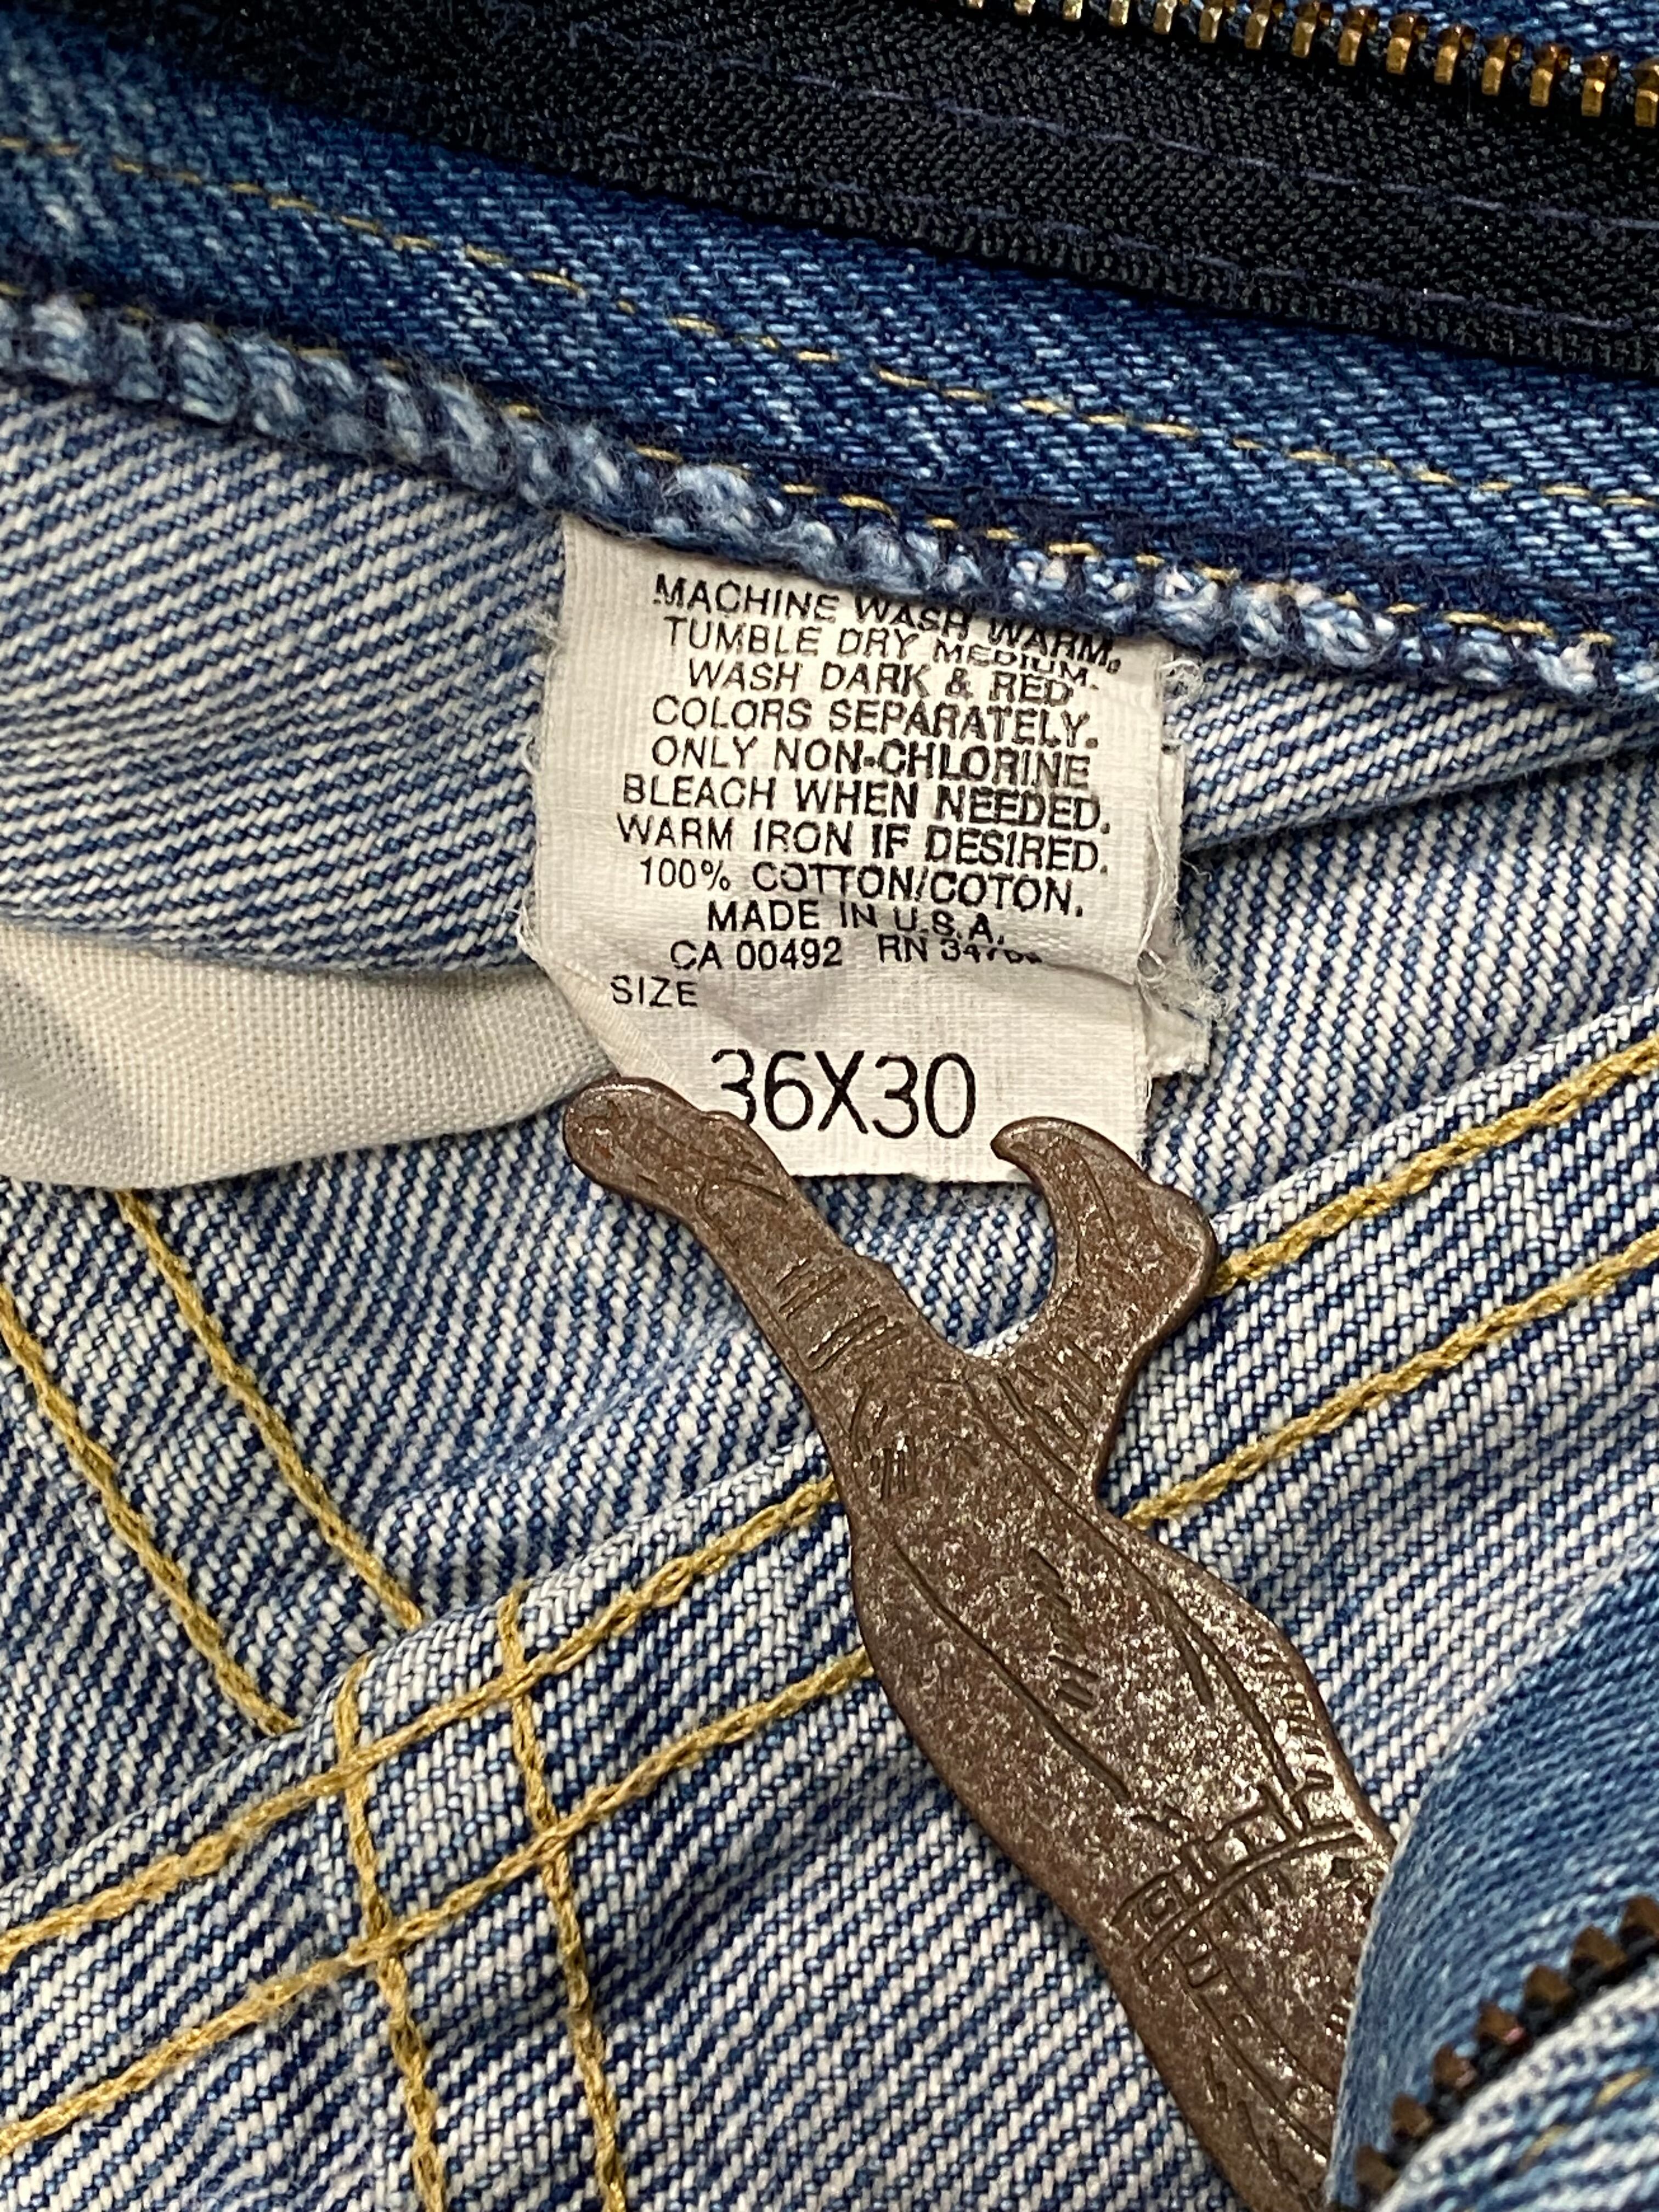 MACHINE WASH WARM.
TUMBLE DRY MEDIUM.
WASH DARK & RED
COLORS SEPARATELY.
ONLY NON-CHLORINE
BLEACH WHEN NEEDED.
WARM IRON IF DESIRED.
100% COTTON/COTON.
MADE IN U.S.A.
CA 00492 RN
SIZE
36X30